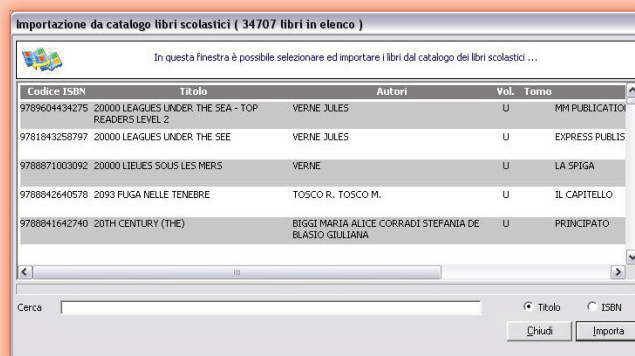 Importazione da catalogo libri scolastici ( 34707 libri in elenco )
In questa finestra è possibile selezionare ed importare i libri dal catalogo dei libri scolastici ...
Codice ISBN Titolo Autori Vol. Tomo
9789604434275 20000 LEAGUES UNDER THE SEA - TOP READERS LEVEL 2 VERNE JULES U MM PUBLICATIO
9781843258797 20000 LEAGUES UNDER THE SEE VERNE JULES U EXPRESS PUBLIS
9788871003092 20000 LIEUES SOUS LES MERS VERNE U LA SPIGA
9788842640578 2093 FUGA NELLE TENEBRE TOSCO R. TOSCO M. U IL CAPITELLO
9788841642740 20TH CENTURY (THE) BIGGI MARIA ALICE CORRADI STEFANIA DE BLASIO GIULIANA U PRINCIPATO
Cerca Titolo ISBN
Chiudi Importa